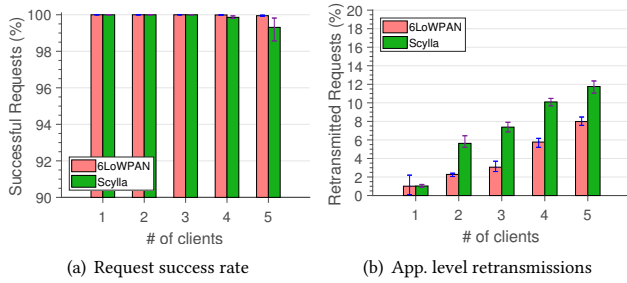 100
98
96
94
92
90
Successful Requests (%)
6LoWPAN
Scylla
1 2 3 4 5
# of clients
(a) Request success rate
20
18
16
14
12
10
8
6
4
2
0
Retransmitted Requests (%)
6LoWPAN
Scylla
1 2 3 4 5
# of clients
(b) App. level retransmissions